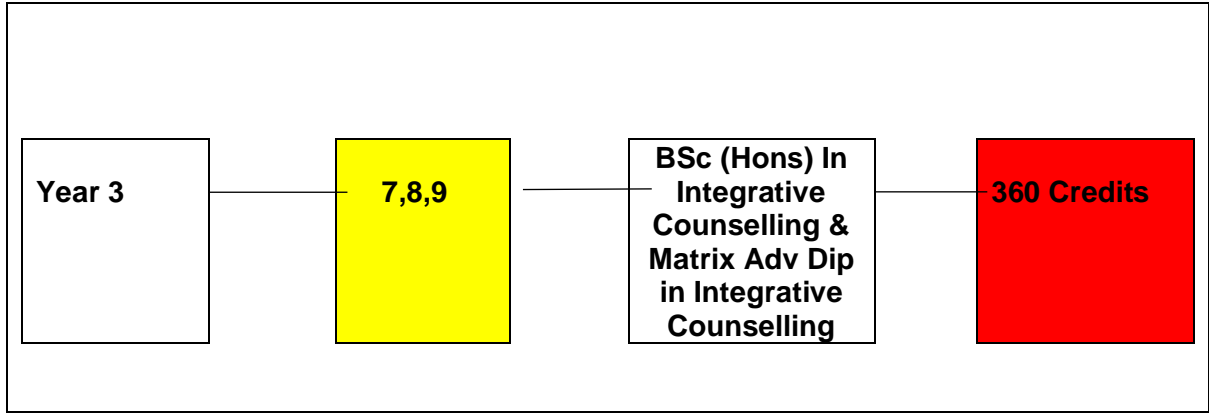 Year 3
7,8,9
BSc (Hons) In
Integrative
Counselling &
Matrix Adv Dip
in Integrative
Counselling
360 Credits